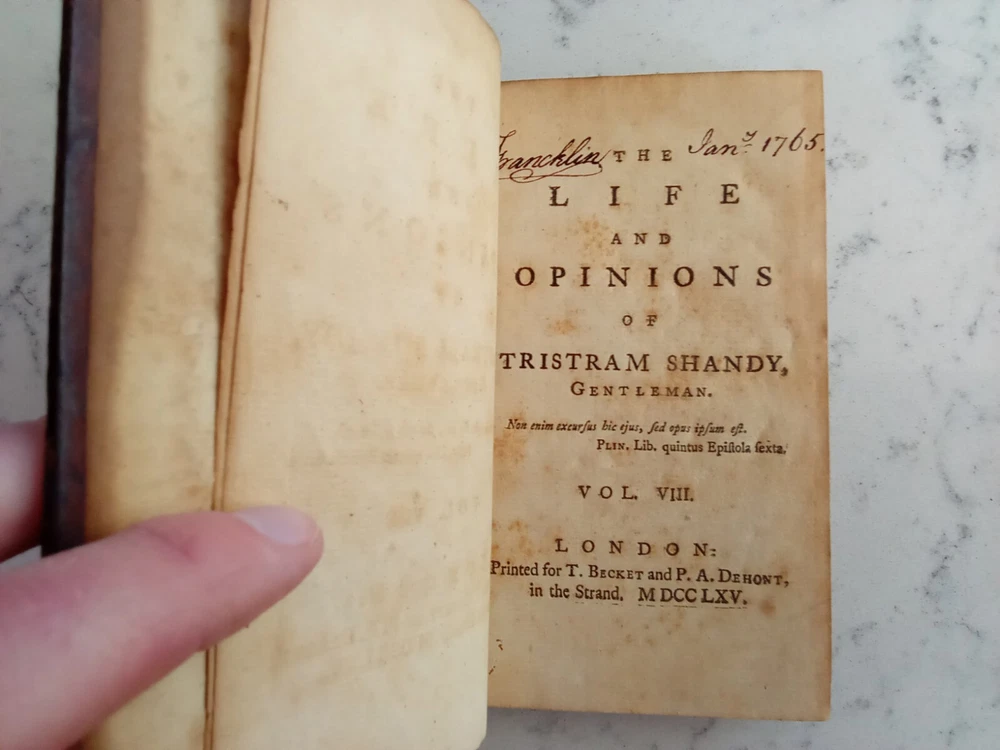 Francklin Jan.y 1765.
THE
LIFE
AND
OPINIONS
OF
TRISTRAM SHANDY,
GENTLEMAN.
Non enim excurſus hic ejus, ſed opus ipſum eſt.
PLIN. Lib. quintus Epiſtola ſexta.
VOL. VIII.
LONDON:
Printed for T. BECKET and P. A. DEHONT,
in the Strand. MDCCLXV.